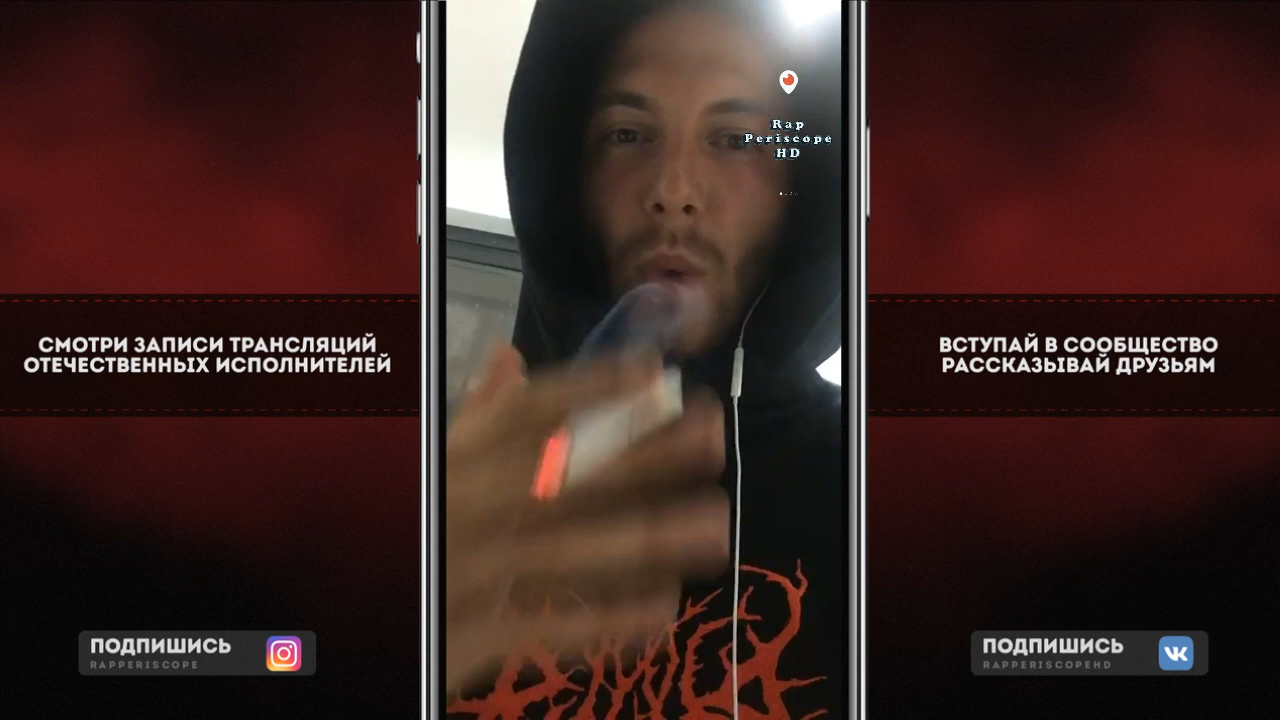 СМОТРИ ЗАПИСИ ТРАНСЛЯЦИЙ
ОТЕЧЕСТВЕННЫХ ИСПОЛНИТЕЛЕЙ
Rap
Periscope
HD
ВСТУПАЙ В СООБЩЕСТВО
РАССКАЗЫВАЙ ДРУЗЬЯМ
ПОДПИШИСЬ
RAPPERISCOPE
ПОДПИШИСЬ
RAPPERISCOPEHD